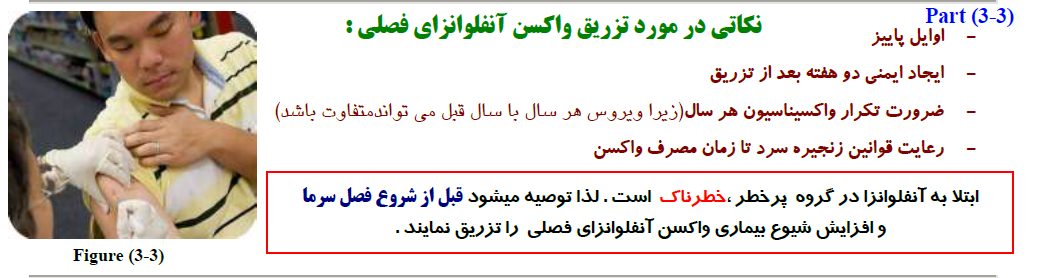 Part (3-3)
نکاتی در مورد تزریق واکسن آنفلوانزای فصلی :
- اوایل پاییز
- ایجاد ایمنی دو هفته بعد از تزریق
- ضرورت تکرار واکسیناسیون هر سال(زیرا ویروس هر سال با سال قبل می تواندمتفاوت باشد)
- رعایت قوانین زنجیره سرد تا زمان مصرف واکسن
ابتلا به آنفلوانزا در گروه پرخطر ،خطرناک است . لذا توصیه میشود قبل از شروع فصل سرما
و افزایش شیوع بیماری واکسن آنفلوانزای فصلی را تزریق نمایند .
Figure (3-3)